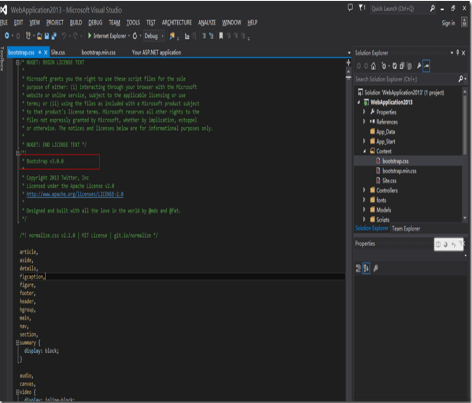 WebApplication2013 - Microsoft Visual Studio
Quick Launch (Ctrl+Q)
FILE EDIT VIEW PROJECT BUILD DEBUG TEAM TOOLS TEST ARCHITECTURE ANALYZE WINDOW HELP
Sign in
Internet Explorer Debug
bootstrap.css Site.css bootstrap.min.css Your ASP.NET application
/* NUGET: BEGIN LICENSE TEXT
*
* Microsoft grants you the right to use these script files for the sole
* purpose of either: (i) interacting through your browser with the Microsoft
* website or online service, subject to the applicable licensing or use
* terms; or (ii) using the files as included with a Microsoft product subject
* to that product's license terms. Microsoft reserves all other rights to the
* files not expressly granted by Microsoft, whether by implication, estoppel
* or otherwise. The notices and licenses below are for informational purposes only.
*
* NUGET: END LICENSE TEXT */
/*!
* Bootstrap v3.0.0
*
* Copyright 2013 Twitter, Inc
* Licensed under the Apache License v2.0
* http://www.apache.org/licenses/LICENSE-2.0
*
* Designed and built with all the love in the world by @mdo and @fat.
*/
/*! normalize.css v2.1.0 | MIT License | git.io/normalize */
article,
aside,
details,
figcaption,
figure,
footer,
header,
hgroup,
main,
nav,
section,
summary {
display: block;
}
audio,
canvas,
video {
display: inline-block;
Solution Explorer
Search Solution Explorer (Ctrl+;)
Solution 'WebApplication2013' (1 project)
WebApplication2013
Properties
References
App_Data
App_Start
Content
bootstrap.css
bootstrap.min.css
Site.css
Controllers
fonts
Models
Scripts
Solution Explorer Team Explorer
Properties